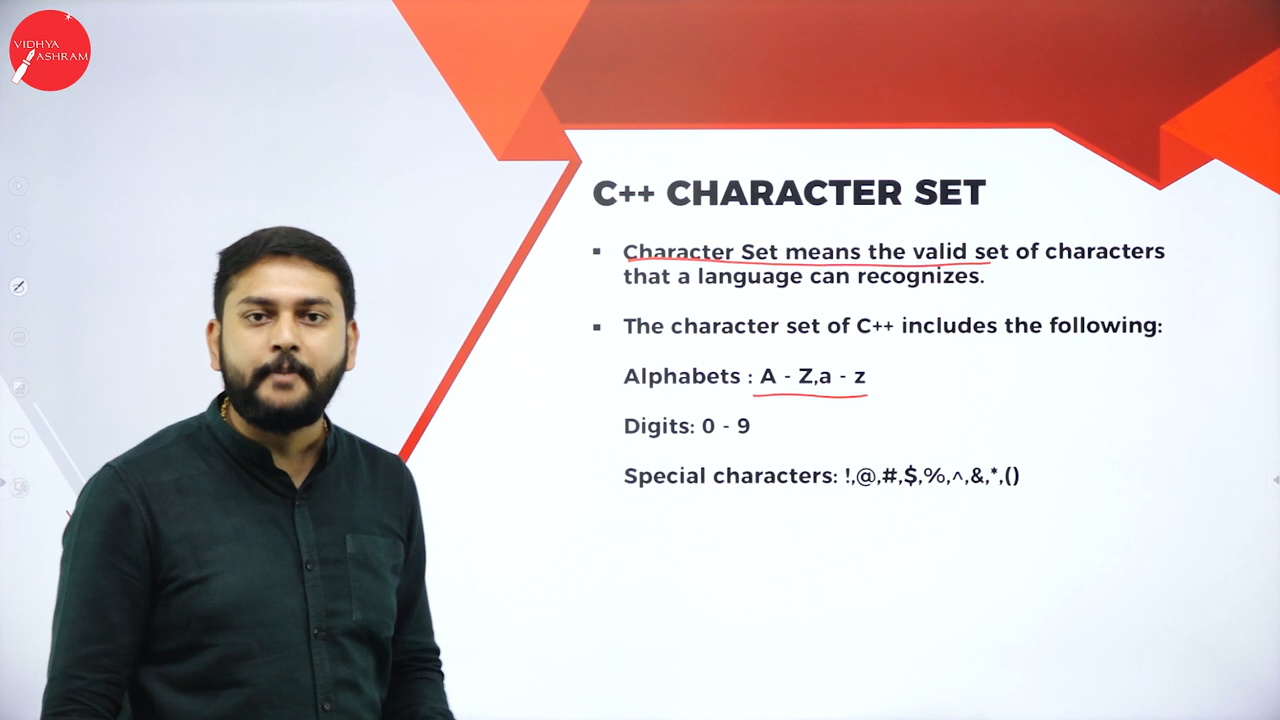 VIDHYA
ASHRAM
C++ CHARACTER SET
▪ Character Set means the valid set of characters
that a language can recognizes.
▪ The character set of C++ includes the following:
Alphabets : A - Z,a - z
Digits: 0 - 9
Special characters: !,@,#,$,%,^,&,*,()